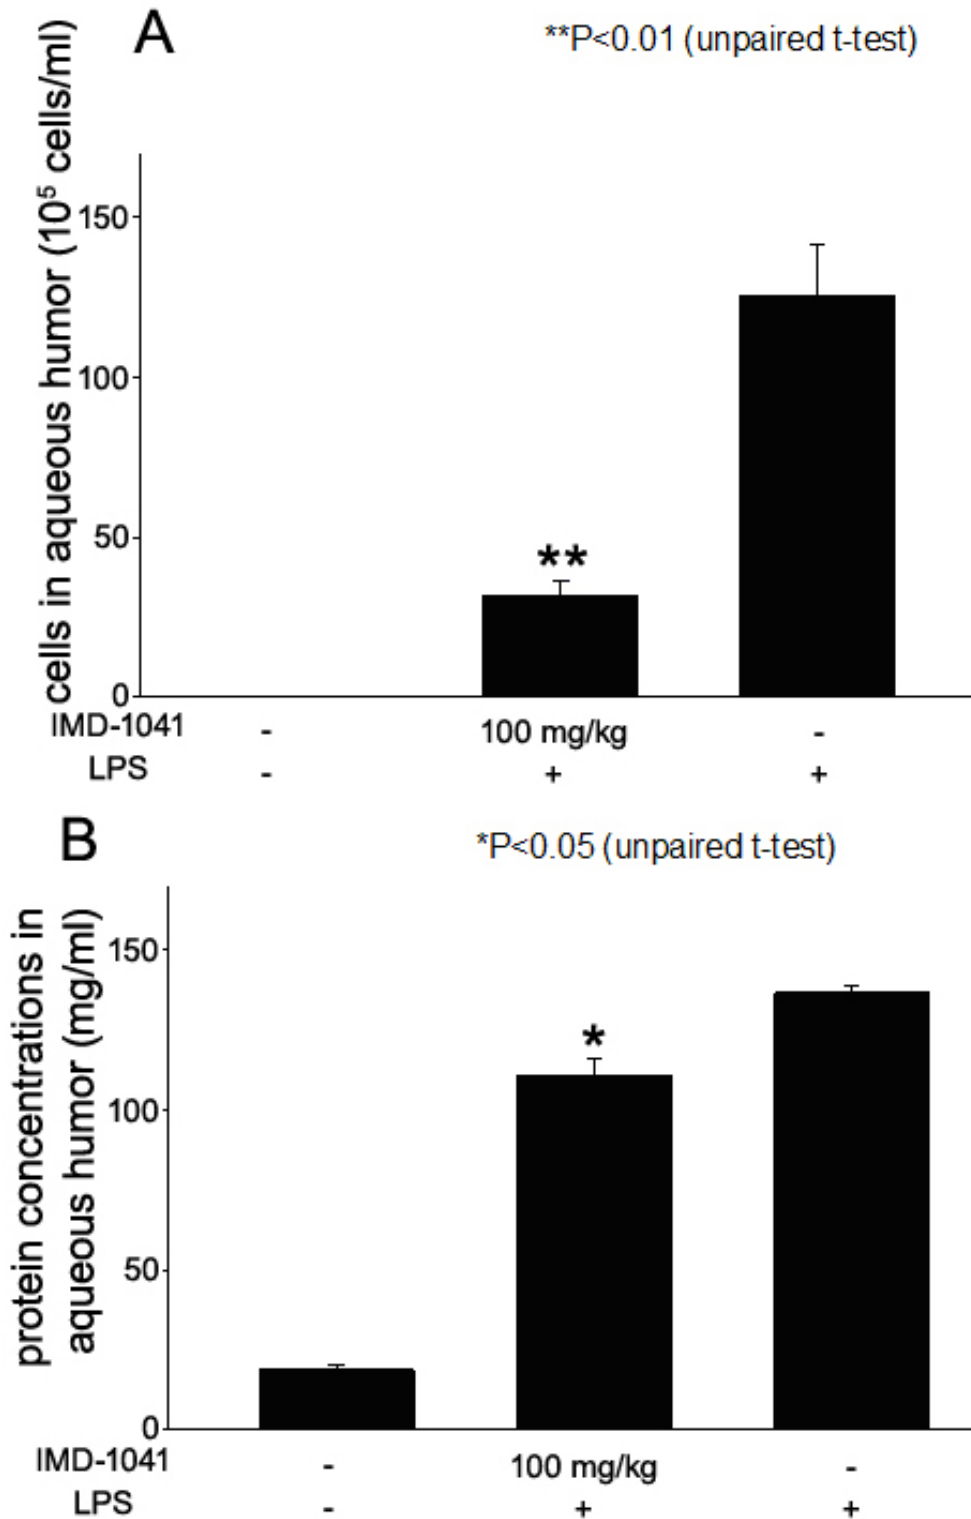 A
**P<0.01 (unpaired t-test)
cells in aqueous humor (10⁵ cells/ml)
150
100
50
0
**
IMD-1041 - 100 mg/kg -
LPS - + +
B
*P<0.05 (unpaired t-test)
protein concentrations in
aqueous humor (mg/ml)
150
100
50
0
*
IMD-1041 - 100 mg/kg -
LPS - + +